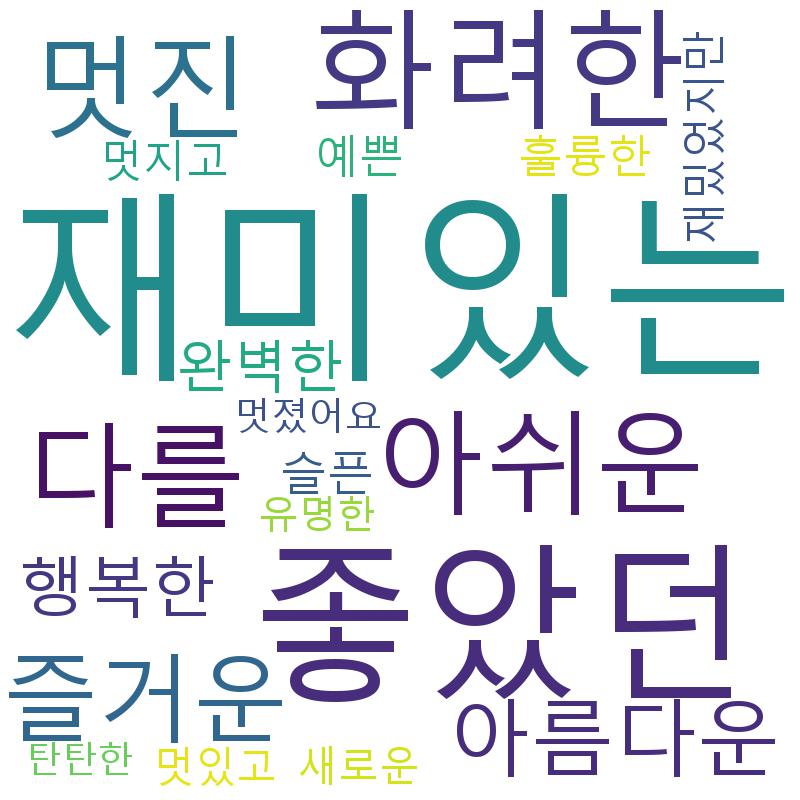 멋진
화려한
재밌었지만
멋지고
예쁜
훌륭한
재미있는
완벽한
멋졌어요
다를
아쉬운
슬픈
유명한
행복한
좋았던
즐거운
아름다운
탄탄한
멋있고
새로운